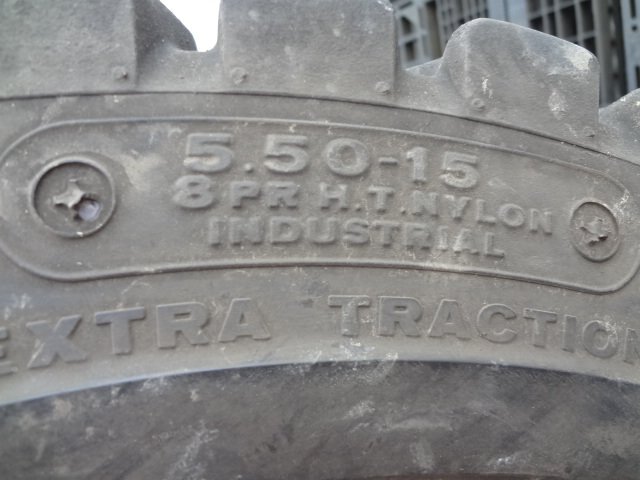 5.50-15
8 PR H.T. NYLON
INDUSTRIAL
EXTRA TRACTION